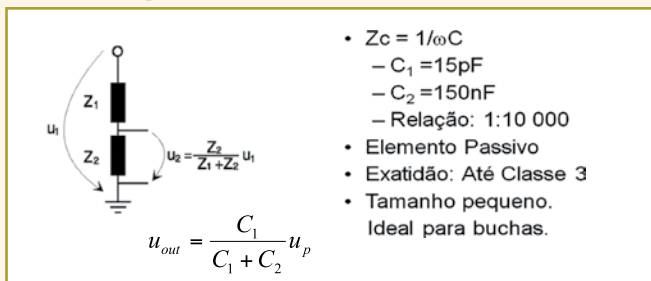 • Zc = 1/ωC
– C₁ =15pF
– C₂ =150nF
– Relação: 1:10 000
• Elemento Passivo
• Exatidão: Até Classe 3
• Tamanho pequeno.
Ideal para buchas.
Z₁
u₁
Z₂
u₂ = Z₂ / (Z₁ +Z₂) u₁
u_out = C₁ / (C₁ + C₂) u_p